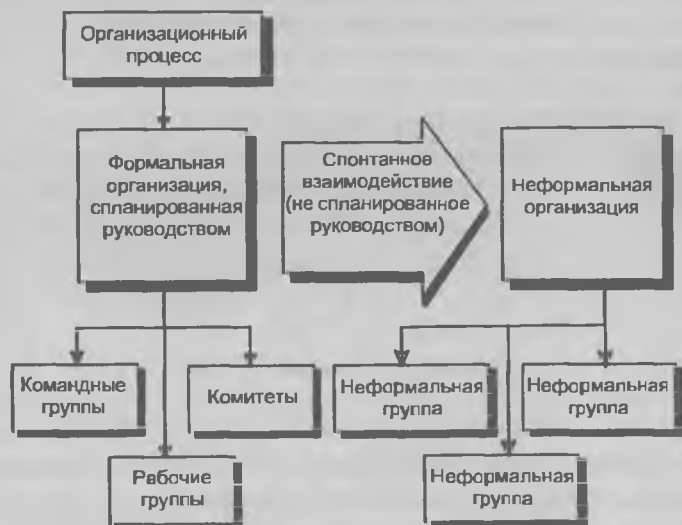 Организационный
процесс
Формальная
организация,
спланированная
руководством
Спонтанное
взаимодействие
(не спланированное
руководством)
Неформальная
организация
Командные
группы
Комитеты
Неформальная
группа
Неформальная
группа
Рабочие
группы
Неформальная
группа